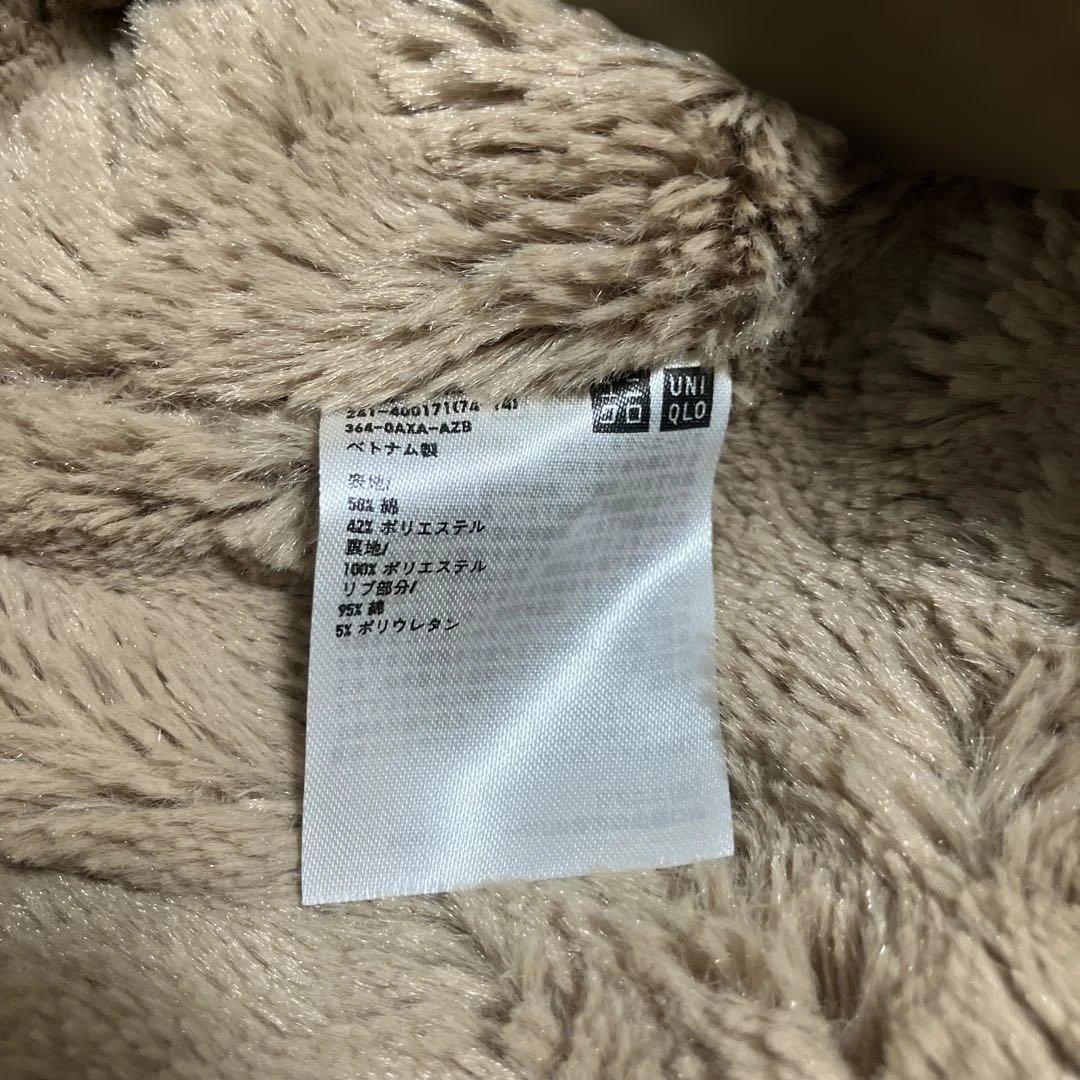 241-400171(74
364-0AXA-AZB
ベトナム製
表地/
58% 綿
42% ポリエステル
裏地/
100% ポリエステル
リブ部分/
95% 綿
5% ポリウレタン
UNI
QLO